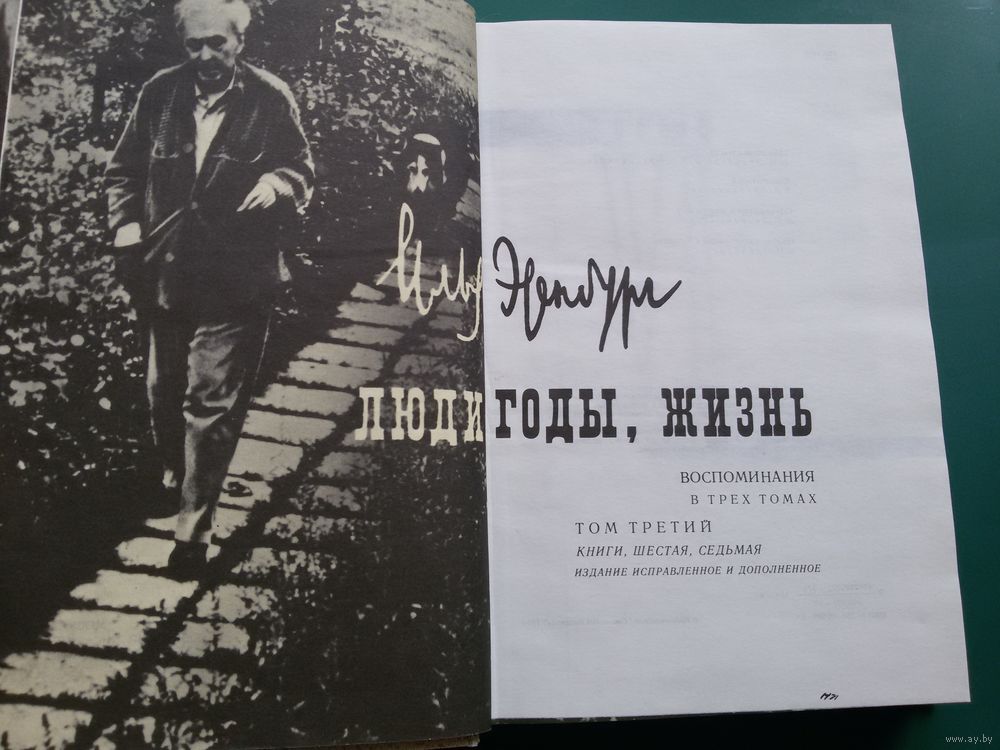 Илья Эренбург
ЛЮДИ ГОДЫ, ЖИЗНЬ
ВОСПОМИНАНИЯ
В ТРЕХ ТОМАХ
ТОМ ТРЕТИЙ
КНИГИ, ШЕСТАЯ, СЕДЬМАЯ
ИЗДАНИЕ ИСПРАВЛЕННОЕ И ДОПОЛНЕННОЕ
www.ay.by